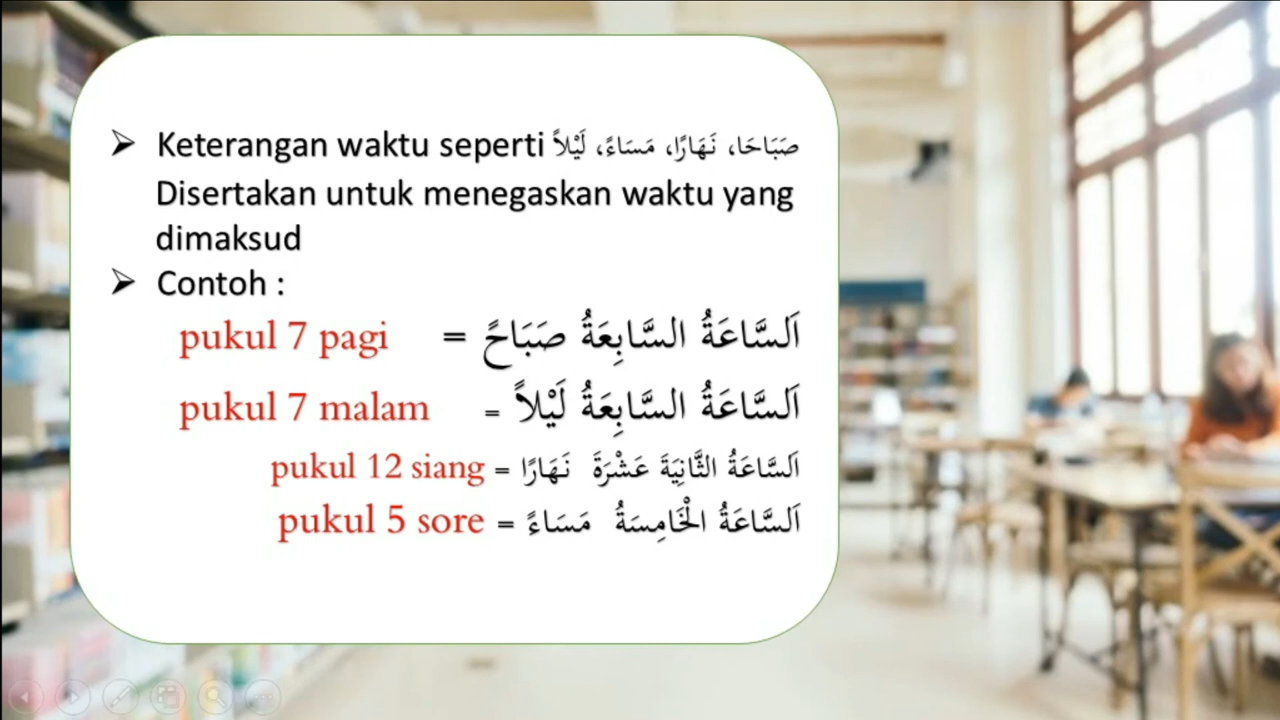 ➢ Keterangan waktu seperti صَبَاحَا، نَهَارًا، مَسَاءً، لَيْلاً
Disertakan untuk menegaskan waktu yang
dimaksud
➢ Contoh :
اَلسَّاعَةُ السَّابِعَةُ صَبَاحً = pukul 7 pagi
اَلسَّاعَةُ السَّابِعَةُ لَيْلاً = pukul 7 malam
اَلسَّاعَةُ الثَّانِيَةَ عَشْرَةَ نَهَارًا = pukul 12 siang
اَلسَّاعَةُ الْخَامِسَةُ مَسَاءً = pukul 5 sore